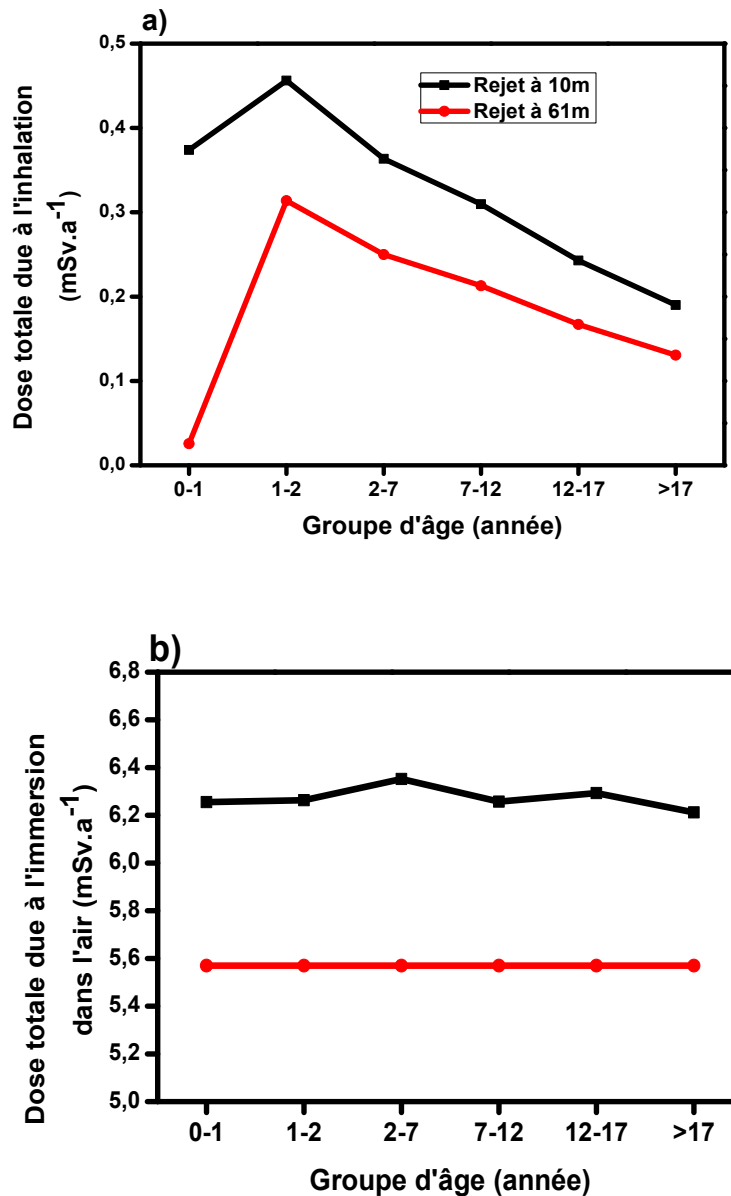 a)
Dose totale due à l'inhalation
(mSv.a-1)
0,5
0,4
0,3
0,2
0,1
0,0
Rejet à 10m
Rejet à 61m
0-1 1-2 2-7 7-12 12-17 >17
Groupe d'âge (année)
b)
Dose totale due à l'immersion
dans l'air (mSv.a-1)
6,8
6,6
6,4
6,2
6,0
5,8
5,6
5,4
5,2
5,0
0-1 1-2 2-7 7-12 12-17 >17
Groupe d'âge (année)